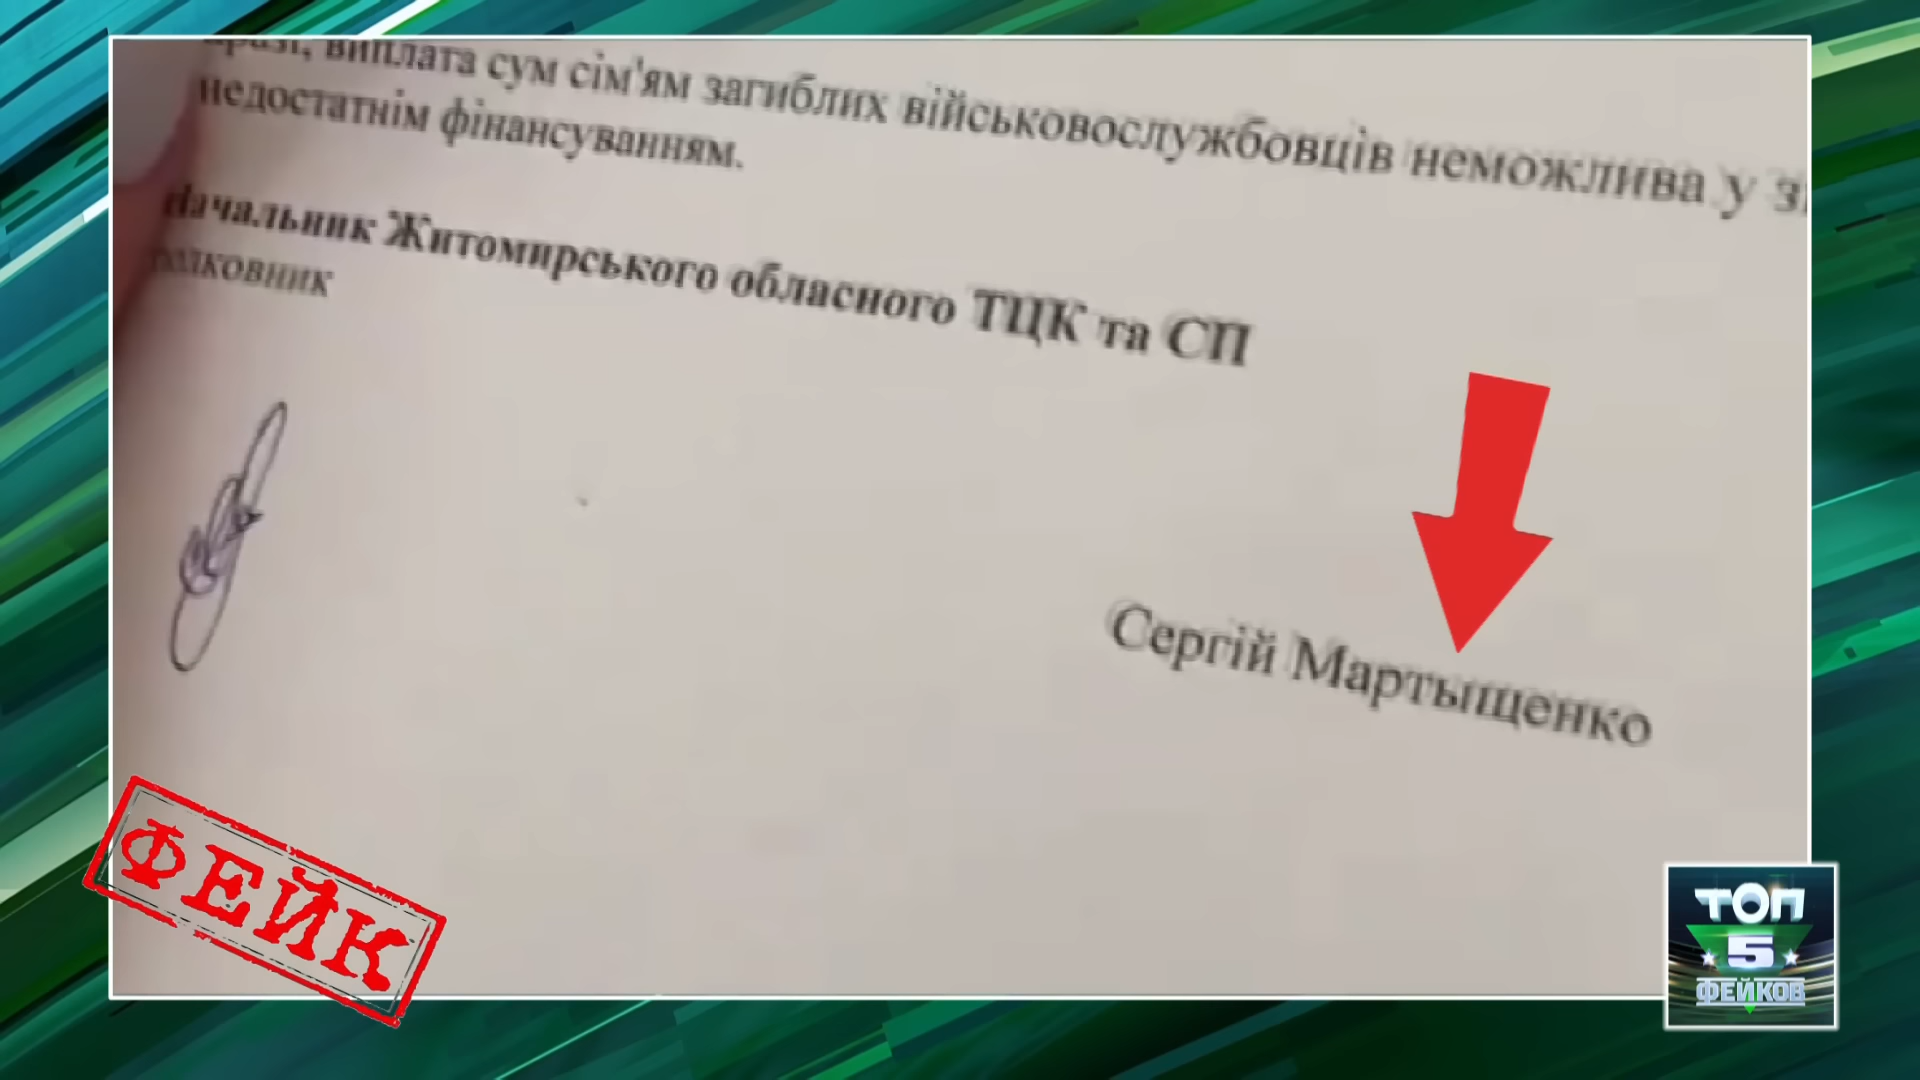 виплата сум сім'ям загиблих військовослужбовців неможлива у
недостатнім фінансуванням.
Начальник Житомирського обласного ТЦК та СП
полковник
Сергій Мартыщенко
ФЕЙК
ТОП
5
ФЕЙКОВ